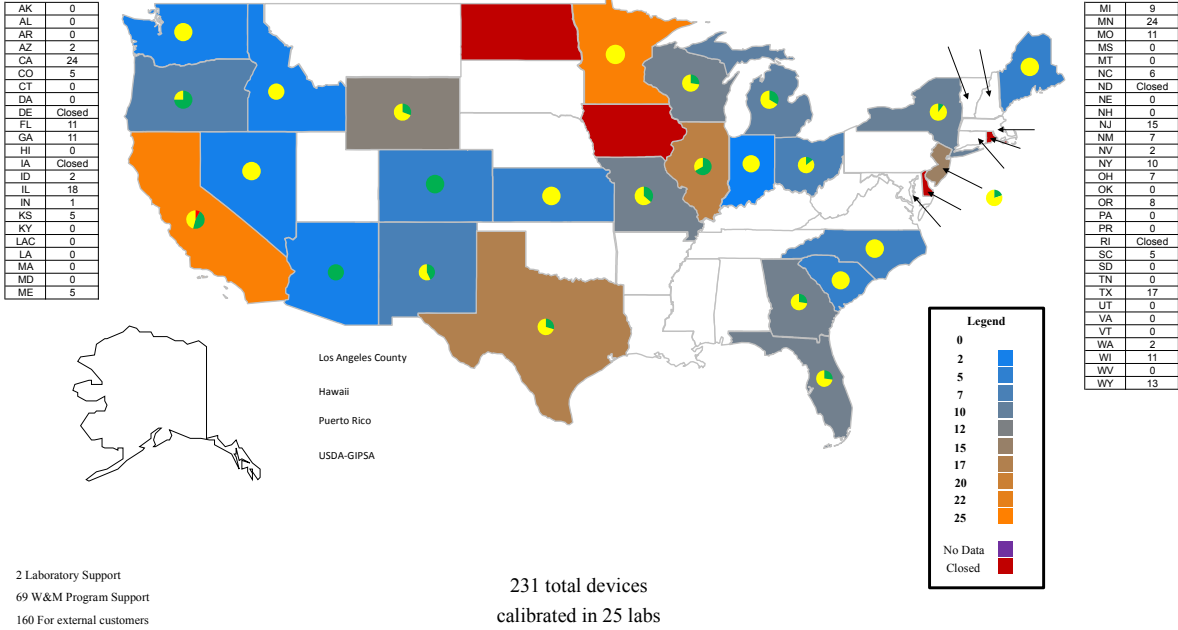 AK 0
AL 0
AR 0
AZ 2
CA 24
CO 5
CT 0
DA 0
DE Closed
FL 11
GA 11
HI 0
IA Closed
ID 2
IL 18
IN 1
KS 5
KY 0
LAC 0
LA 0
MA 0
MD 0
ME 5
MI 9
MN 24
MO 11
MS 0
MT 0
NC 6
ND Closed
NE 0
NH 0
NJ 15
NM 7
NV 2
NY 10
OH 7
OK 0
OR 8
PA 0
PR 0
RI Closed
SC 5
SD 0
TN 0
TX 17
UT 0
VA 0
VT 0
WA 2
WI 11
WV 0
WY 13
Los Angeles County
Hawaii
Puerto Rico
USDA-GIPSA
Legend
0
2
5
7
10
12
15
17
20
22
25
No Data
Closed
2 Laboratory Support
69 W&M Program Support
160 For external customers
231 total devices
calibrated in 25 labs